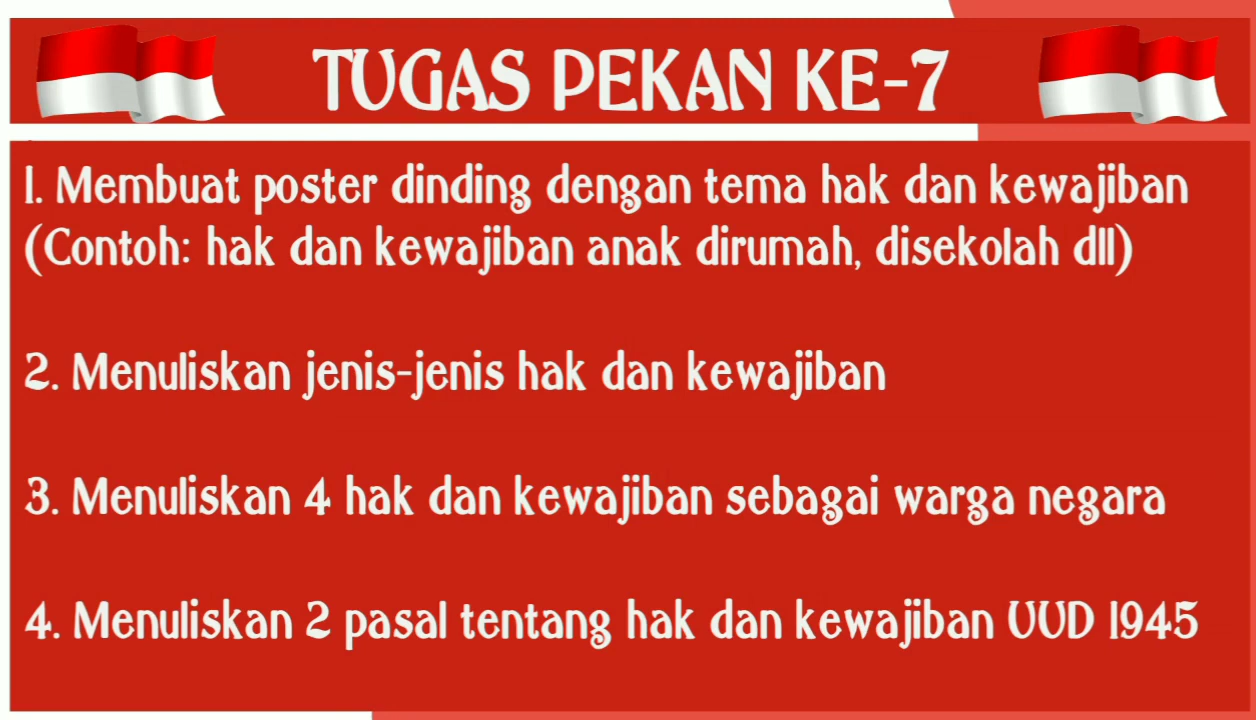 TUGAS PEKAN KE-7
1. Membuat poster dinding dengan tema hak dan kewajiban
(Contoh: hak dan kewajiban anak dirumah, disekolah dll)
2. Menuliskan jenis-jenis hak dan kewajiban
3. Menuliskan 4 hak dan kewajiban sebagai warga negara
4. Menuliskan 2 pasal tentang hak dan kewajiban UUD 1945